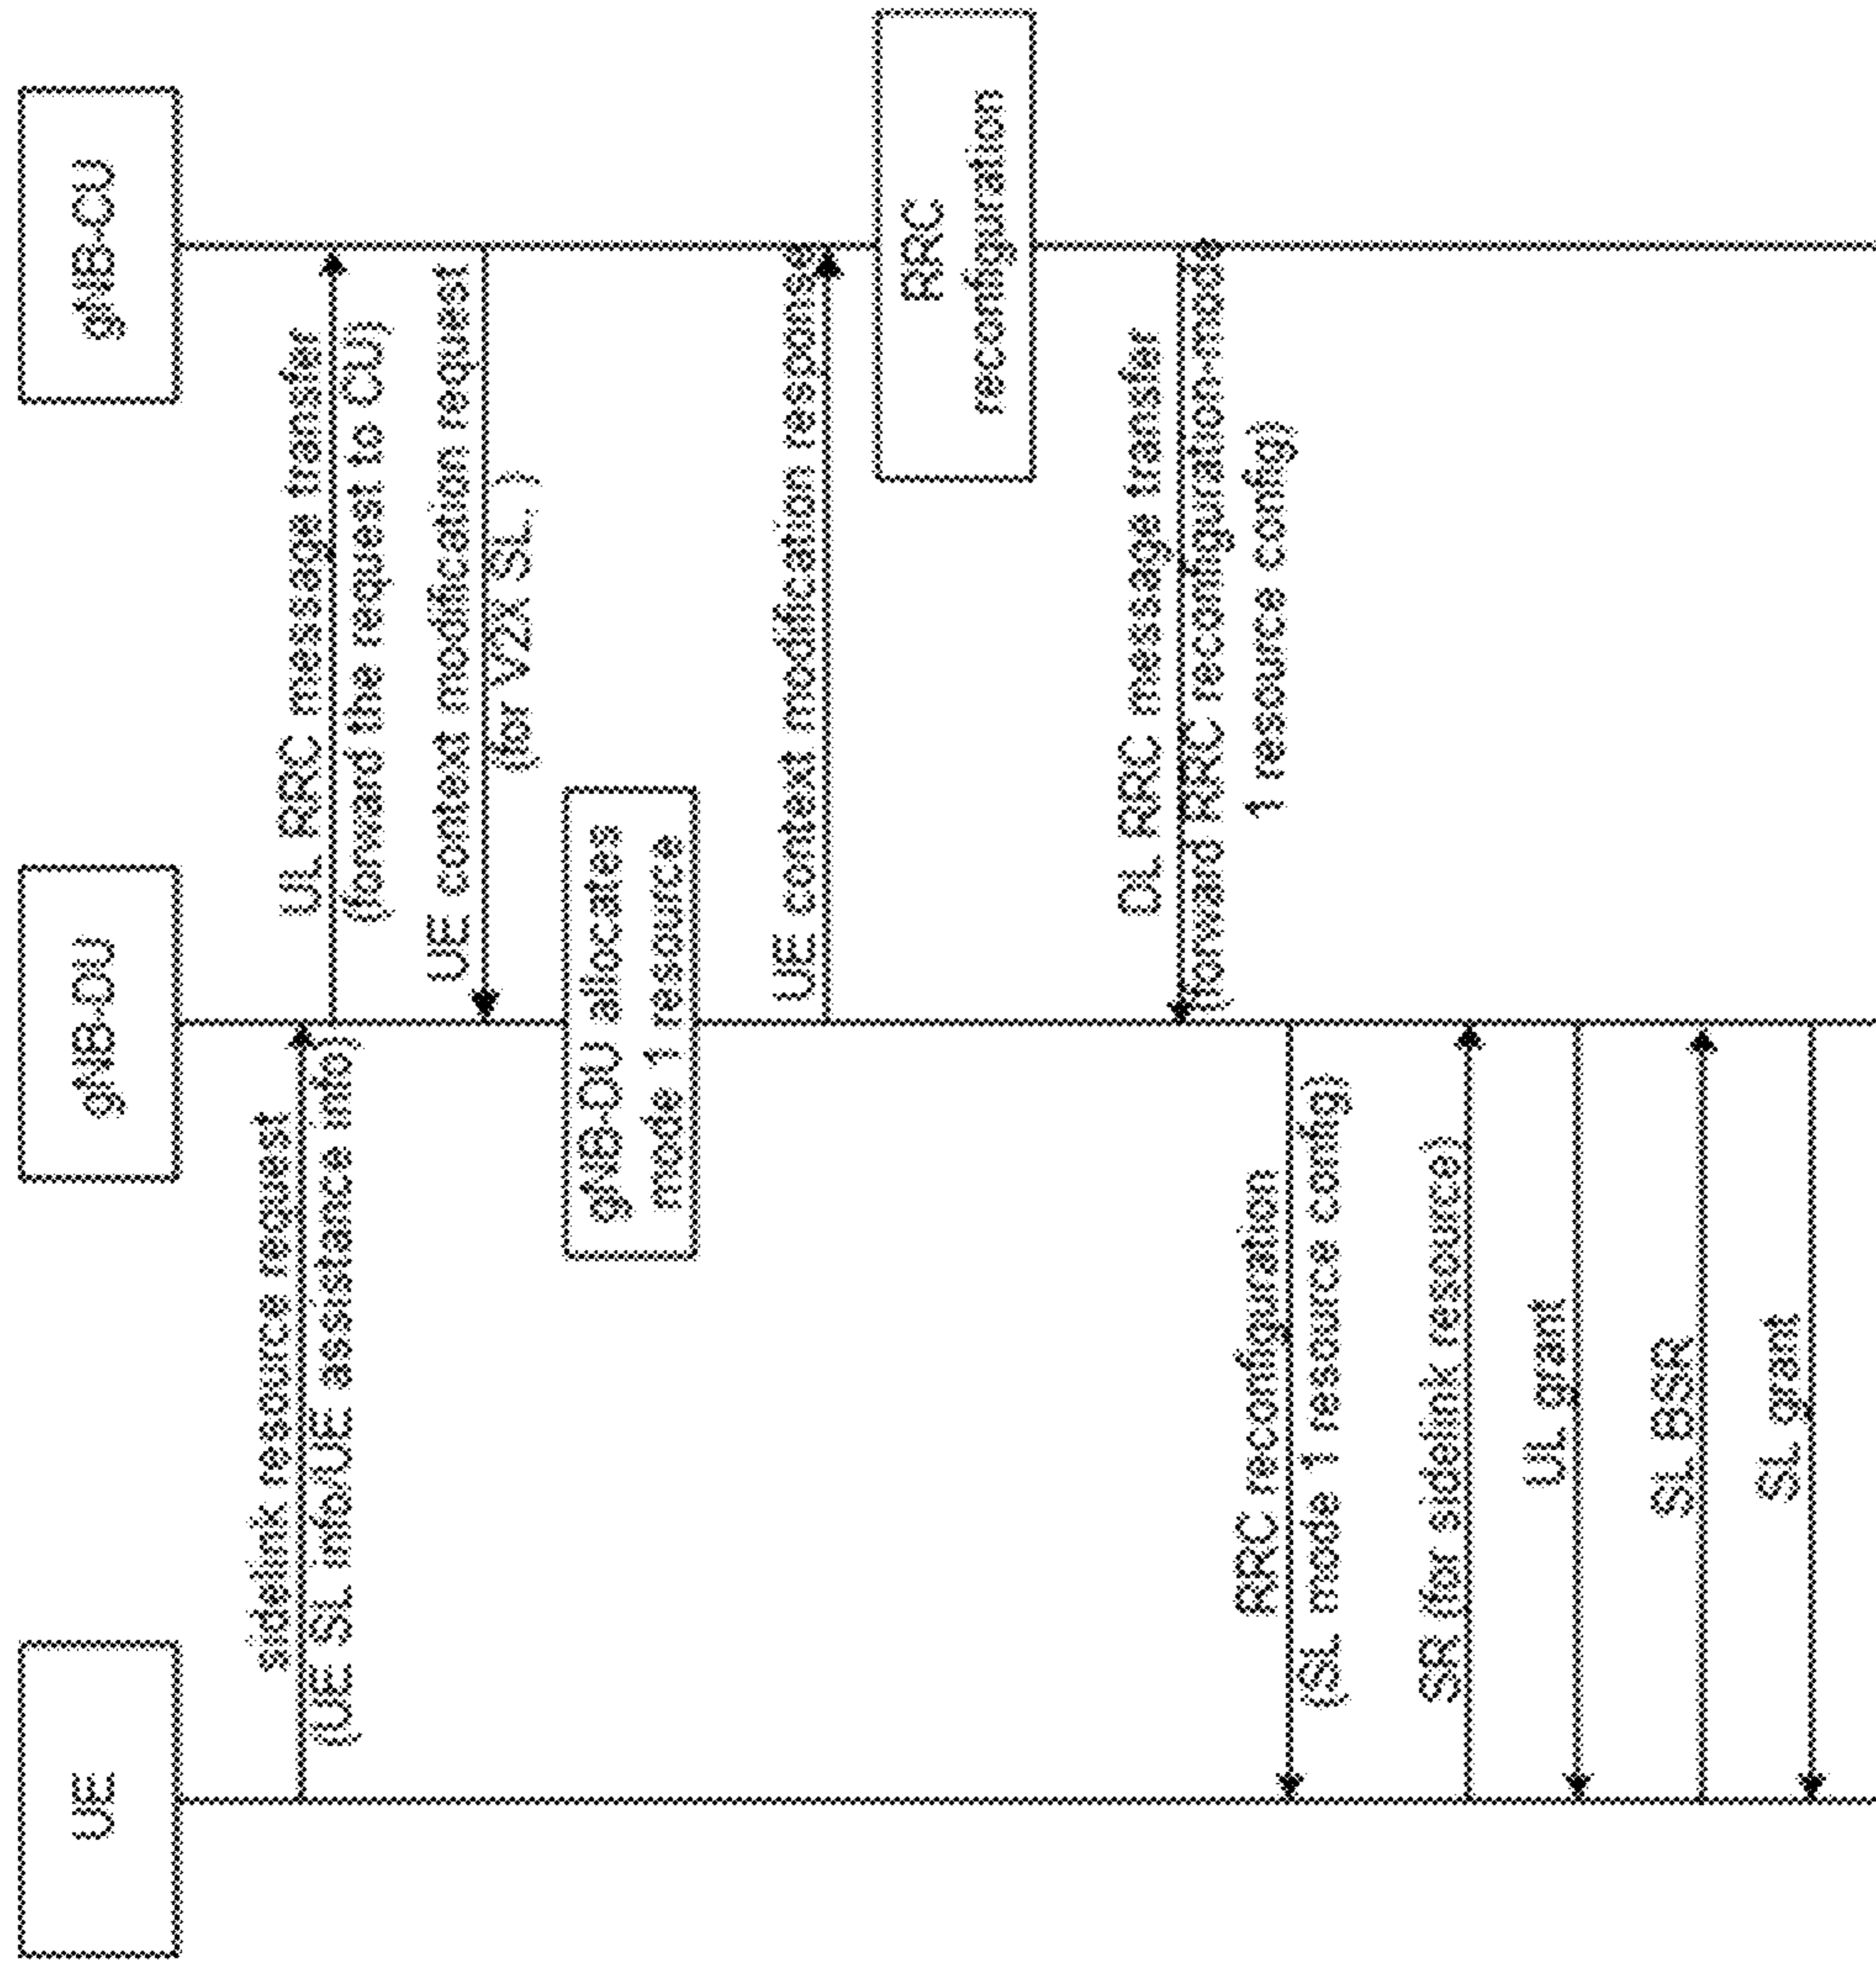 UE
gNB-DU
gNB-CU
sidelink resource request
(UE SL info/UE assistance info)
UL RRC message transfer
(forward the request to CU)
UE context modification request
(for V2X SL, )
gNB-DU allocates
mode 1 resource
UE context modification response
RRC
reconfiguration
DL RRC message transfer
(forward RRC reconfiguration-mode
1 resource config)
RRC reconfiguration
(SL mode 1 resource config)
SR (for sidelink resource)
UL grant
SL BSR
SL grant